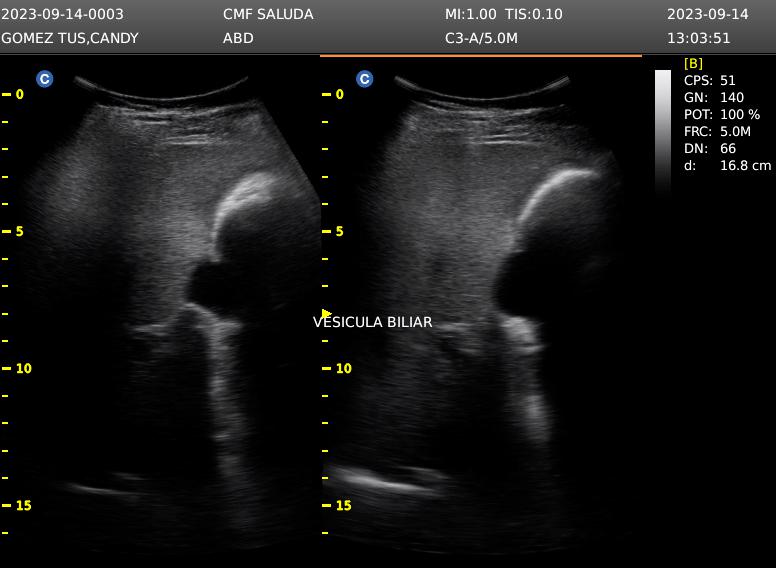 2023-09-14-0003 CMF SALUDA MI:1.00 TIS:0.10 2023-09-14
GOMEZ TUS,CANDY ABD C3-A/5.0M 13:03:51
[B]
CPS: 51
GN: 140
POT: 100 %
FRC: 5.0M
DN: 66
d: 16.8 cm
C C
0 0
5 5
VESICULA BILIAR
10 10
15 15